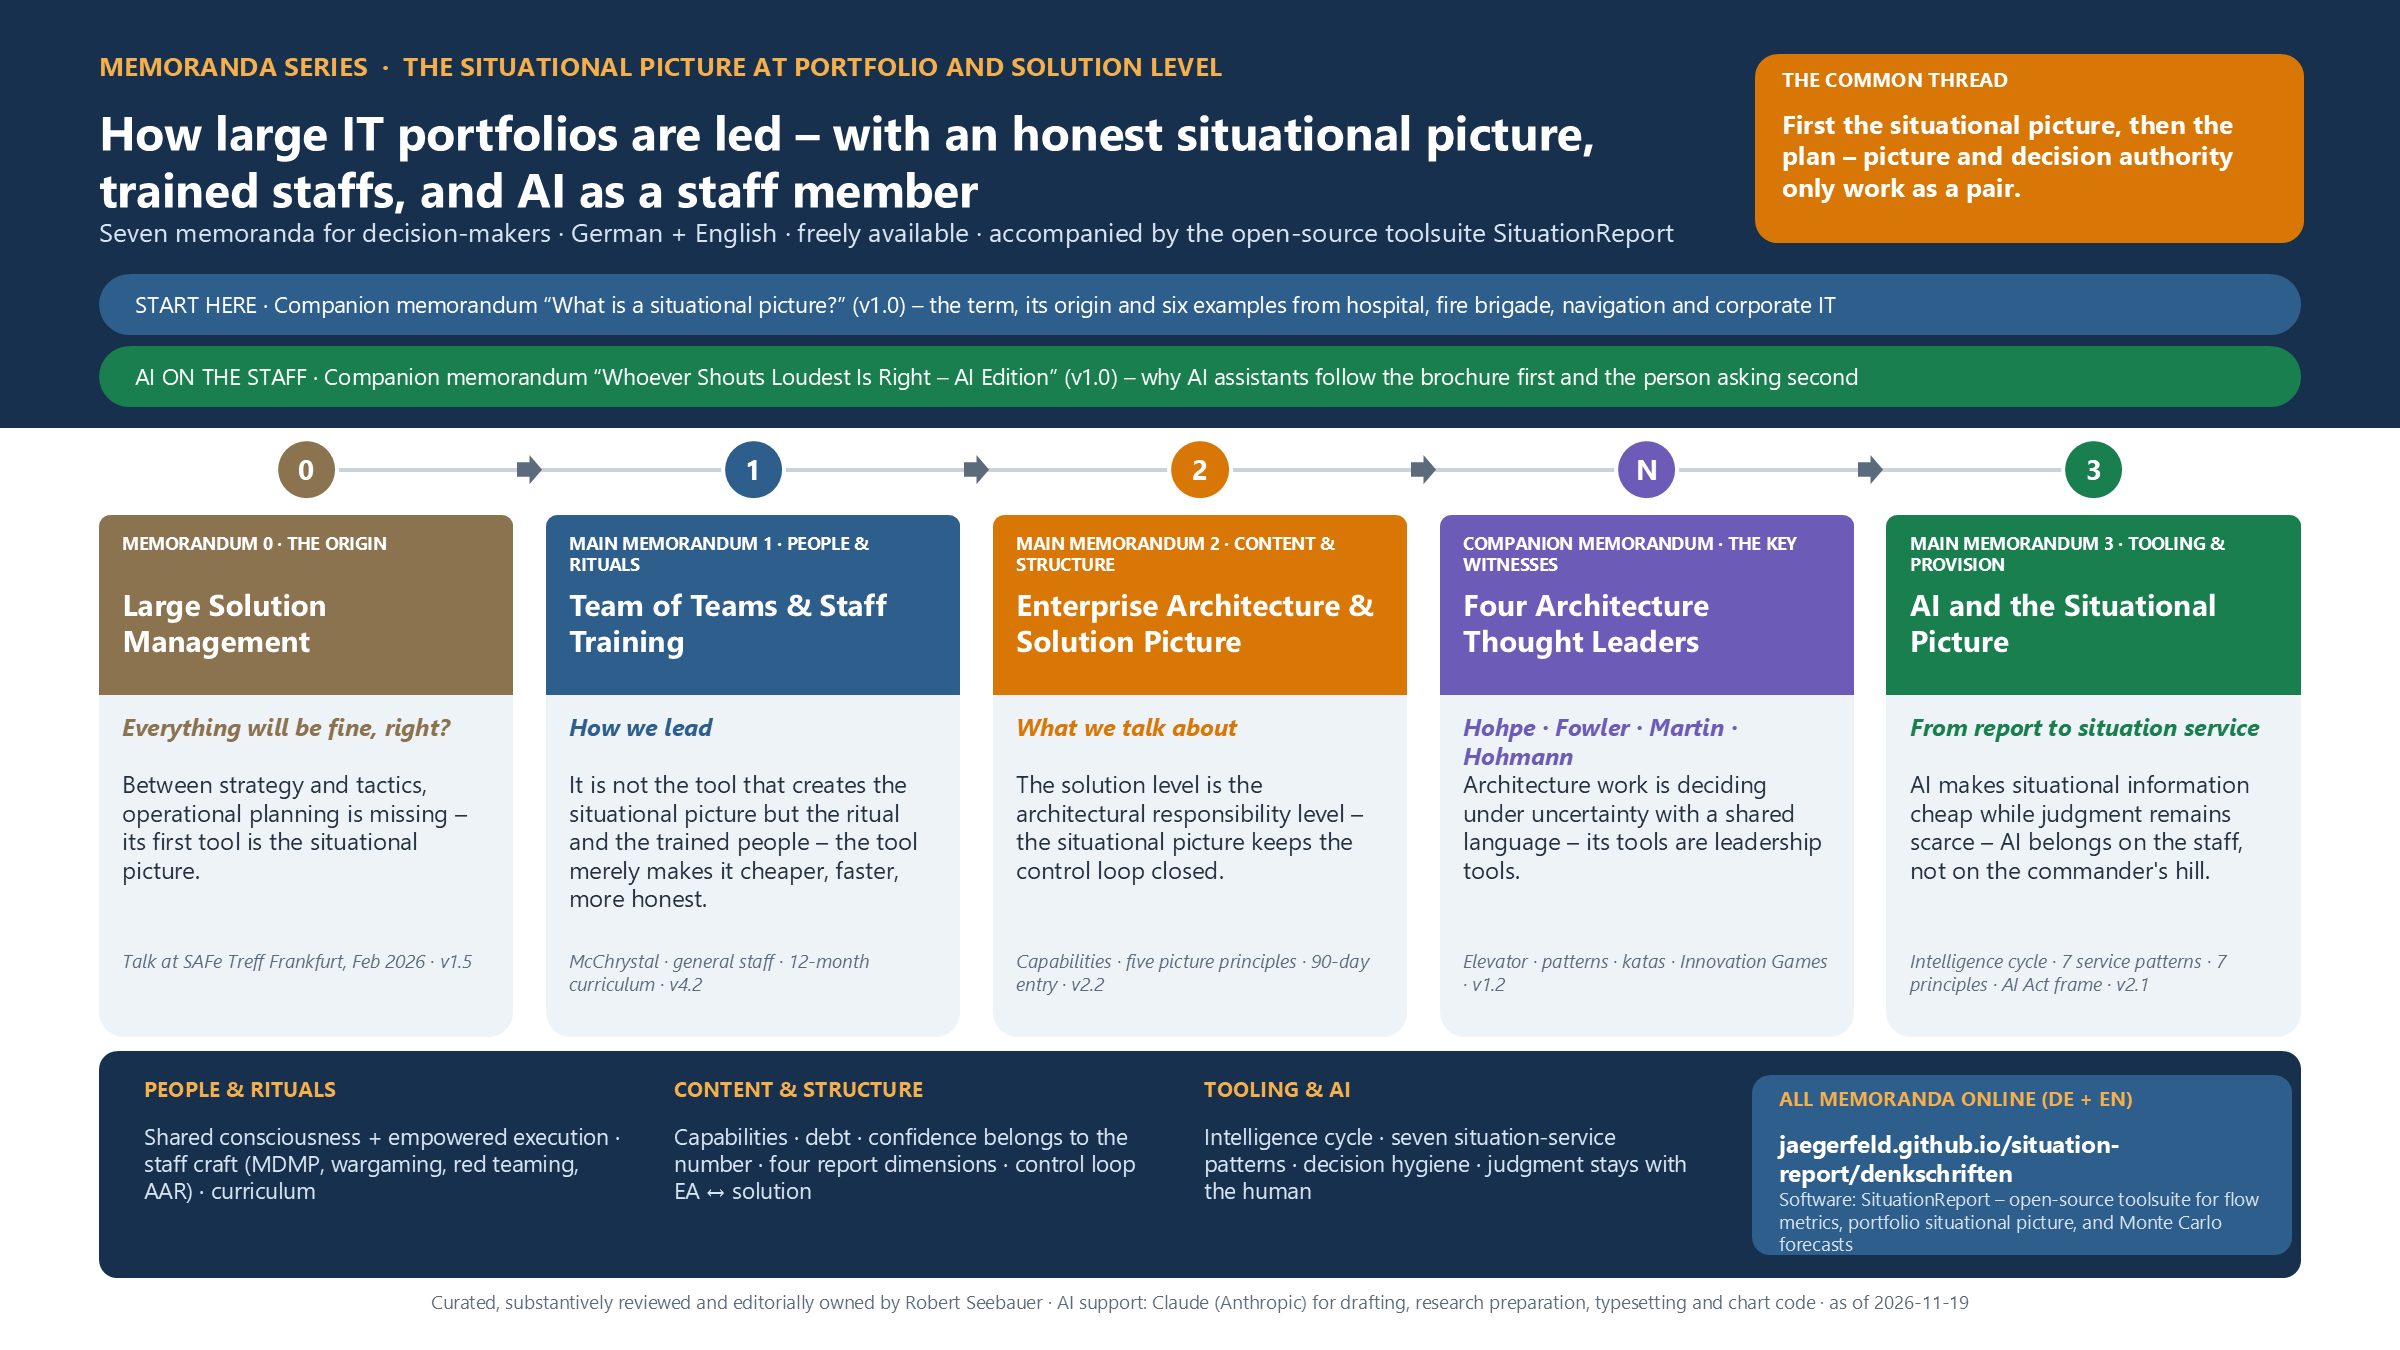 MEMORANDA SERIES · THE SITUATIONAL PICTURE AT PORTFOLIO AND SOLUTION LEVEL
How large IT portfolios are led – with an honest situational picture,
trained staffs, and AI as a staff member
Seven memoranda for decision-makers · German + English · freely available · accompanied by the open-source toolsuite SituationReport
THE COMMON THREAD
First the situational picture, then the
plan – picture and decision authority
only work as a pair.
START HERE · Companion memorandum “What is a situational picture?” (v1.0) – the term, its origin and six examples from hospital, fire brigade, navigation and corporate IT
AI ON THE STAFF · Companion memorandum “Whoever Shouts Loudest Is Right – AI Edition” (v1.0) – why AI assistants follow the brochure first and the person asking second
0
1
2
N
3
MEMORANDUM 0 · THE ORIGIN
Large Solution
Management
Everything will be fine, right?
Between strategy and tactics,
operational planning is missing –
its first tool is the situational
picture.
Talk at SAFe Treff Frankfurt, Feb 2026 · v1.5
MAIN MEMORANDUM 1 · PEOPLE &
RITUALS
Team of Teams & Staff
Training
How we lead
It is not the tool that creates the
situational picture but the ritual
and the trained people – the tool
merely makes it cheaper, faster,
more honest.
McChrystal · general staff · 12-month
curriculum · v4.2
MAIN MEMORANDUM 2 · CONTENT &
STRUCTURE
Enterprise Architecture &
Solution Picture
What we talk about
The solution level is the
architectural responsibility level –
the situational picture keeps the
control loop closed.
Capabilities · five picture principles · 90-day
entry · v2.2
COMPANION MEMORANDUM · THE KEY
WITNESSES
Four Architecture
Thought Leaders
Hohpe · Fowler · Martin ·
Hohmann
Architecture work is deciding
under uncertainty with a shared
language – its tools are leadership
tools.
Elevator · patterns · katas · Innovation Games
· v1.2
MAIN MEMORANDUM 3 · TOOLING &
PROVISION
AI and the Situational
Picture
From report to situation service
AI makes situational information
cheap while judgment remains
scarce – AI belongs on the staff,
not on the commander's hill.
Intelligence cycle · 7 service patterns · 7
principles · AI Act frame · v2.1
PEOPLE & RITUALS
Shared consciousness + empowered execution ·
staff craft (MDMP, wargaming, red teaming,
AAR) · curriculum
CONTENT & STRUCTURE
Capabilities · debt · confidence belongs to the
number · four report dimensions · control loop
EA ↔ solution
TOOLING & AI
Intelligence cycle · seven situation-service
patterns · decision hygiene · judgment stays with
the human
ALL MEMORANDA ONLINE (DE + EN)
jaegerfeld.github.io/situation-
report/denkschriften
Software: SituationReport – open-source toolsuite for flow
metrics, portfolio situational picture, and Monte Carlo
forecasts
Curated, substantively reviewed and editorially owned by Robert Seebauer · AI support: Claude (Anthropic) for drafting, research preparation, typesetting and chart code · as of 2026-11-19